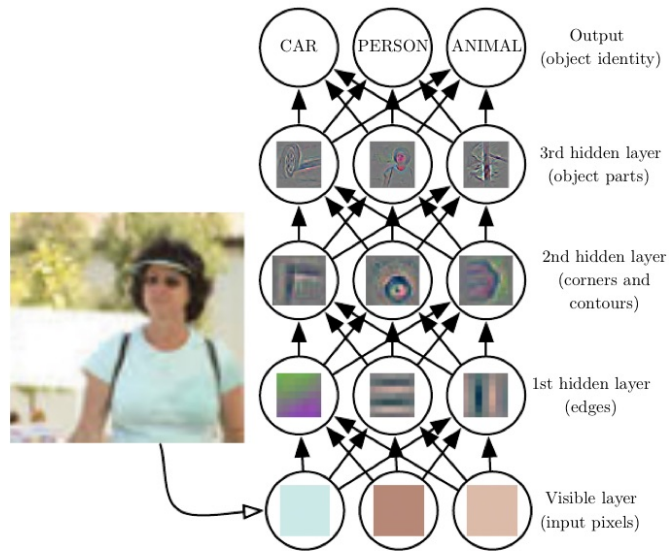 CAR PERSON ANIMAL
Output
(object identity)
3rd hidden layer
(object parts)
2nd hidden layer
(corners and
contours)
1st hidden layer
(edges)
Visible layer
(input pixels)